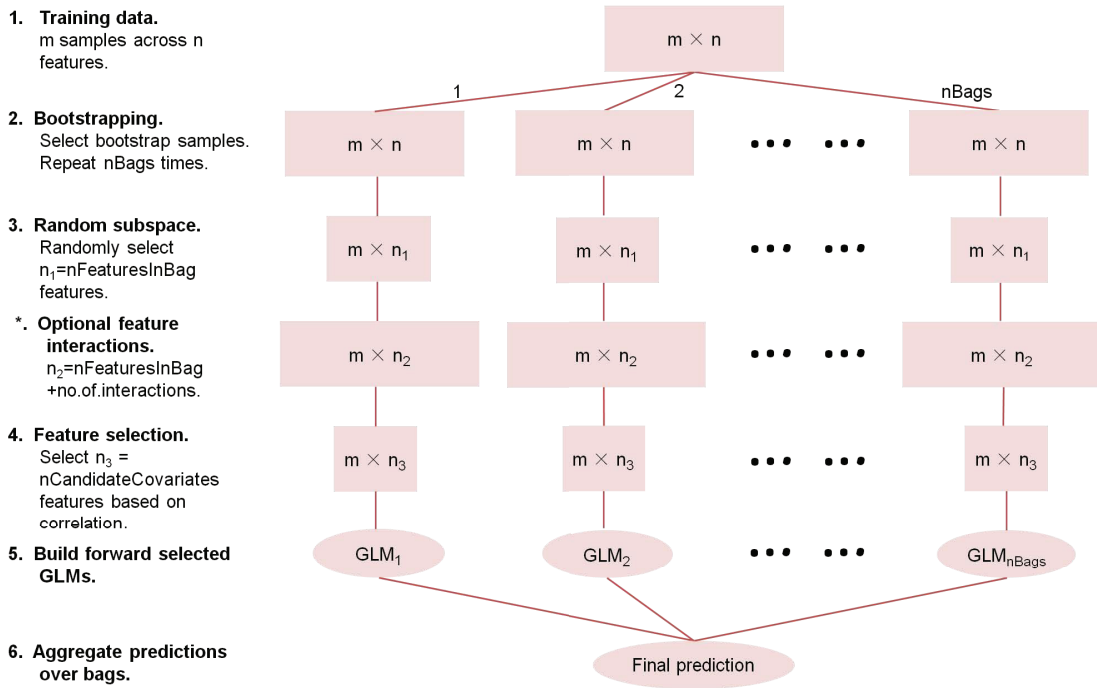 1. Training data.
m samples across n
features.
m × n
1
2
nBags
2. Bootstrapping.
Select bootstrap samples.
Repeat nBags times.
m × n
m × n
••• •••
m × n
3. Random subspace.
Randomly select
n₁=nFeaturesInBag
features.
m × n₁
m × n₁
••• •••
m × n₁
*. Optional feature
interactions.
n₂=nFeaturesInBag
+no.of.interactions.
m × n₂
m × n₂
••• •••
m × n₂
4. Feature selection.
Select n₃ =
nCandidateCovariates
features based on
correlation.
m × n₃
m × n₃
••• •••
m × n₃
5. Build forward selected
GLMs.
GLM₁
GLM₂
••• •••
GLMnBags
6. Aggregate predictions
over bags.
Final prediction